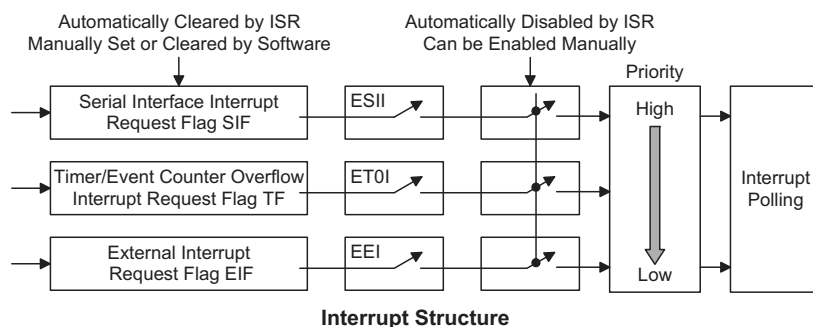 Automatically Cleared by ISR
Manually Set or Cleared by Software
Automatically Disabled by ISR
Can be Enabled Manually
Priority
Serial Interface Interrupt
Request Flag SIF
ESII
High
Timer/Event Counter Overflow
Interrupt Request Flag TF
ET0I
Interrupt
Polling
External Interrupt
Request Flag EIF
EEI
Low
Interrupt Structure